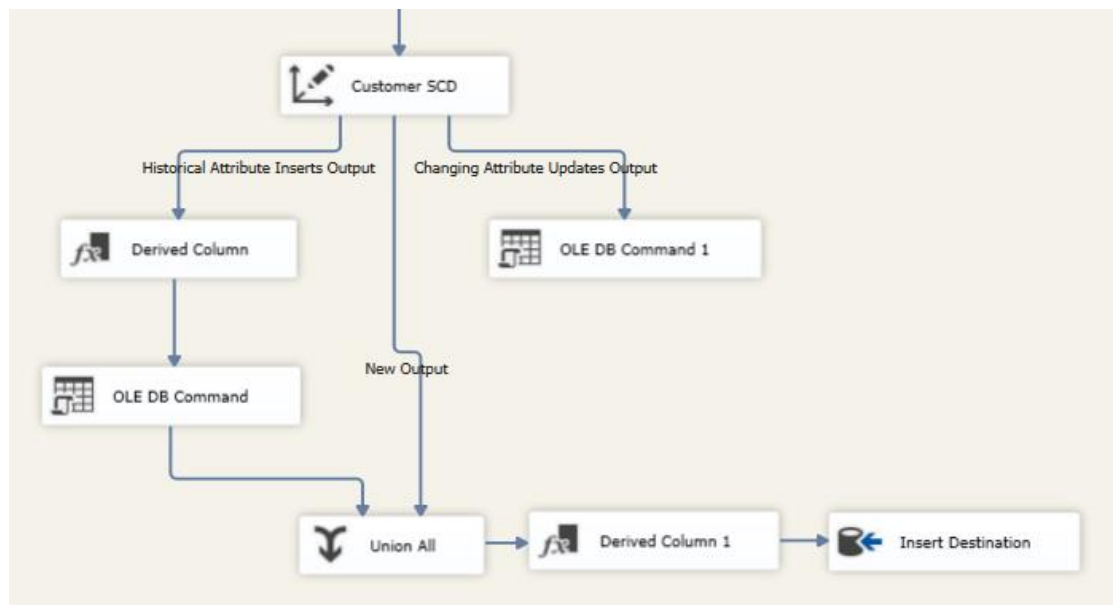 Customer SCD
Historical Attribute Inserts Output
Changing Attribute Updates Output
Derived Column
OLE DB Command 1
New Output
OLE DB Command
Union All
Derived Column 1
Insert Destination